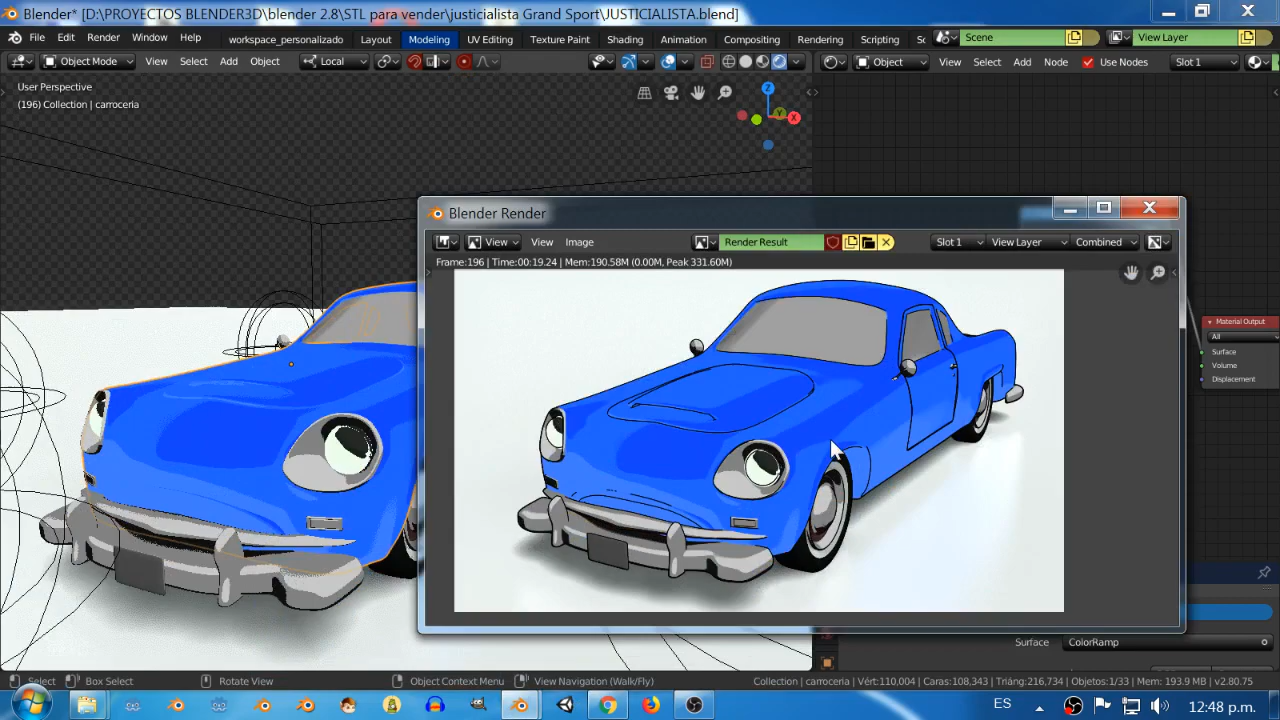 Blender* [D:\PROYECTOS BLENDER3D\blender 2.8\STL para vender\justicialista Grand Sport\JUSTICIALISTA.blend]
File Edit Render Window Help workspace_personalizado Layout Modeling UV Editing Texture Paint Shading Animation Compositing Rendering Scripting Sc Scene View Layer
Object Mode View Select Add Object Local Object View Select Add Node Use Nodes Slot 1
User Perspective
(196) Collection | carroceria
Z
Y
X
Blender Render
View View Image Render Result Slot 1 View Layer Combined
Frame:196 | Time:00:19.24 | Mem:190.58M (0.00M, Peak 331.60M)
Material Output
All
Surface
Volume
Displacement
Surface ColorRamp
Select Box Select Rotate View Object Context Menu View Navigation (Walk/Fly) Collection | carroceria | Vért:110,004 | Caras:108,343 | Triáng:216,734 | Objetos:1/33 | Mem: 193.9 MB | v2.80.75
ES 12:48 p.m.